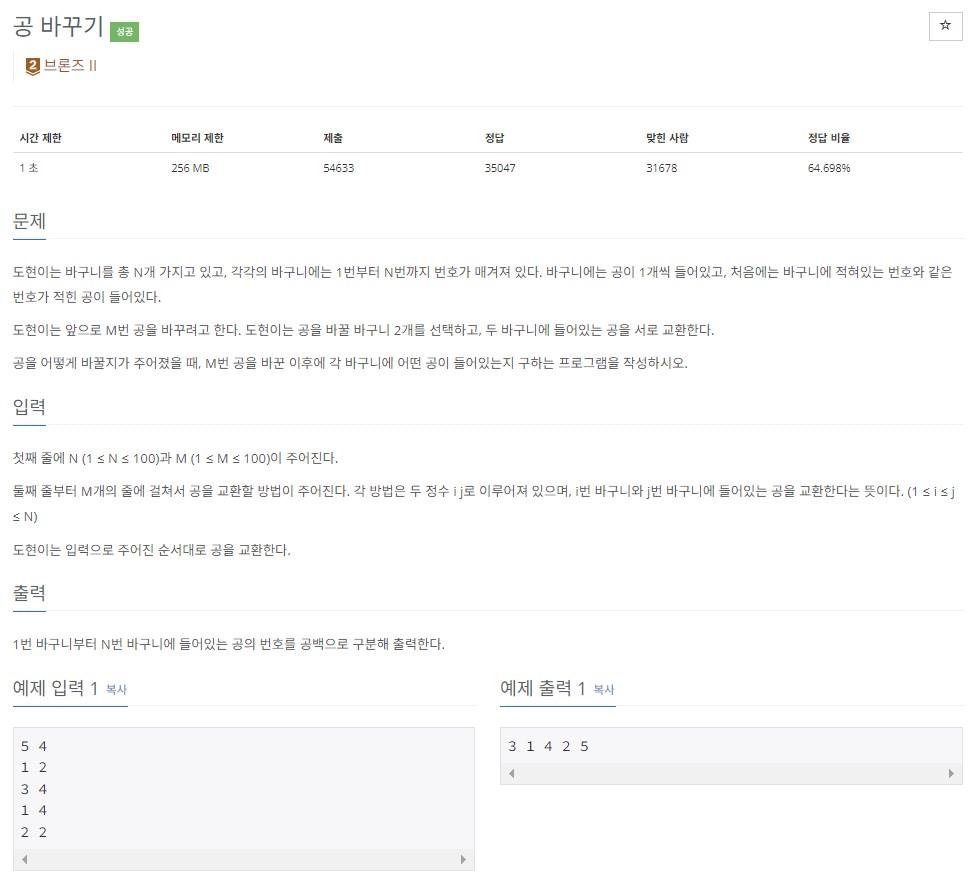 공 바꾸기 성공
☆
2 브론즈 II
시간 제한 메모리 제한 제출 정답 맞힌 사람 정답 비율
1 초 256 MB 54633 35047 31678 64.698%
문제
도현이는 바구니를 총 N개 가지고 있고, 각각의 바구니에는 1번부터 N번까지 번호가 매겨져 있다. 바구니에는 공이 1개씩 들어있고, 처음에는 바구니에 적혀있는 번호와 같은
번호가 적힌 공이 들어있다.
도현이는 앞으로 M번 공을 바꾸려고 한다. 도현이는 공을 바꿀 바구니 2개를 선택하고, 두 바구니에 들어있는 공을 서로 교환한다.
공을 어떻게 바꿀지가 주어졌을 때, M번 공을 바꾼 이후에 각 바구니에 어떤 공이 들어있는지 구하는 프로그램을 작성하시오.
입력
첫째 줄에 N (1 ≤ N ≤ 100)과 M (1 ≤ M ≤ 100)이 주어진다.
둘째 줄부터 M개의 줄에 걸쳐서 공을 교환할 방법이 주어진다. 각 방법은 두 정수 i j로 이루어져 있으며, i번 바구니와 j번 바구니에 들어있는 공을 교환한다는 뜻이다. (1 ≤ i ≤ j
≤ N)
도현이는 입력으로 주어진 순서대로 공을 교환한다.
출력
1번 바구니부터 N번 바구니에 들어있는 공의 번호를 공백으로 구분해 출력한다.
예제 입력 1 복사
5 4
1 2
3 4
1 4
2 2
예제 출력 1 복사
3 1 4 2 5